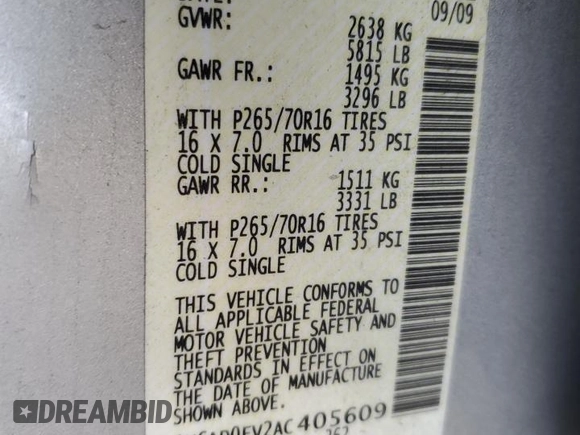 09/09
GVWR:
2638 KG
5815 LB
GAWR FR.:
1495 KG
3296 LB
WITH P265/70R16 TIRES
16 X 7.0 RIMS AT 35 PSI
COLD SINGLE
GAWR RR.:
1511 KG
3331 LB
WITH P265/70R16 TIRES
16 X 7.0 RIMS AT 35 PSI
COLD SINGLE
THIS VEHICLE CONFORMS TO
ALL APPLICABLE FEDERAL
MOTOR VEHICLE SAFETY AND
THEFT PREVENTION
STANDARDS IN EFFECT ON
THE DATE OF MANUFACTURE
SHOWN ABOVE
405609
DREAMBID